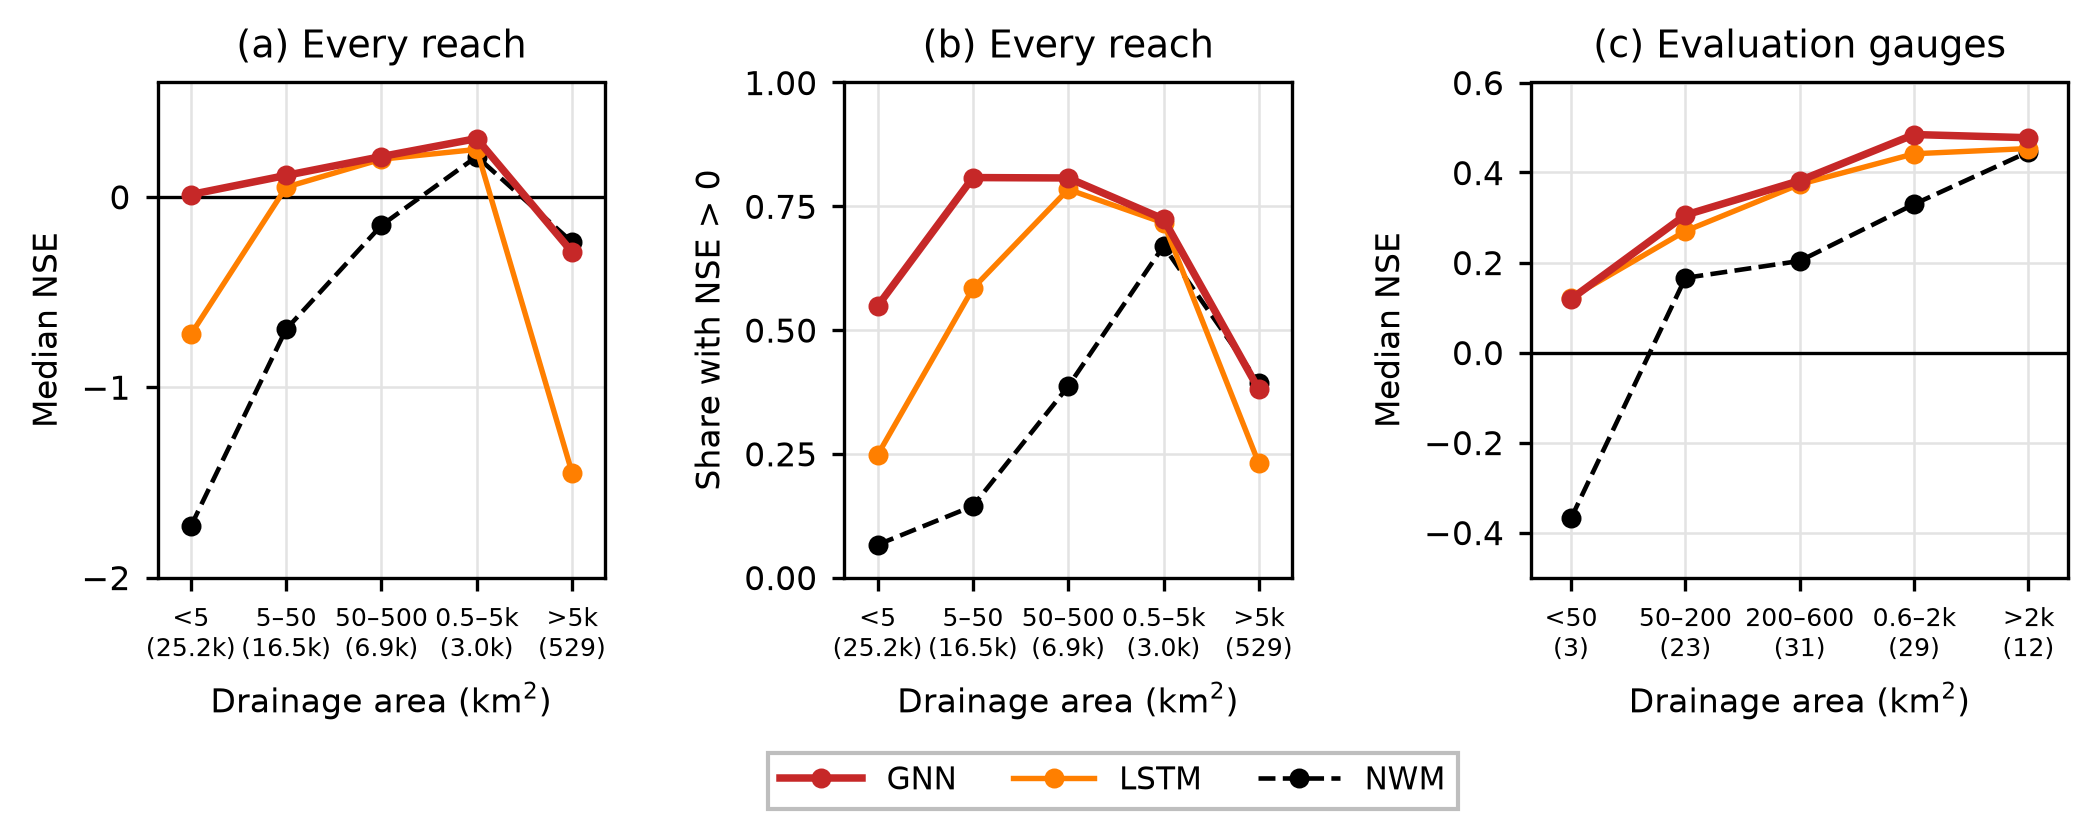 (a) Every reach
Median NSE
0
−1
−2
<5 5–50 50–500 0.5–5k >5k
(25.2k) (16.5k) (6.9k) (3.0k) (529)
Drainage area (km²)
(b) Every reach
Share with NSE > 0
1.00
0.75
0.50
0.25
0.00
<5 5–50 50–500 0.5–5k >5k
(25.2k) (16.5k) (6.9k) (3.0k) (529)
Drainage area (km²)
(c) Evaluation gauges
Median NSE
0.6
0.4
0.2
0.0
−0.2
−0.4
<50 50–200 200–600 0.6–2k >2k
(3) (23) (31) (29) (12)
Drainage area (km²)
GNN LSTM NWM